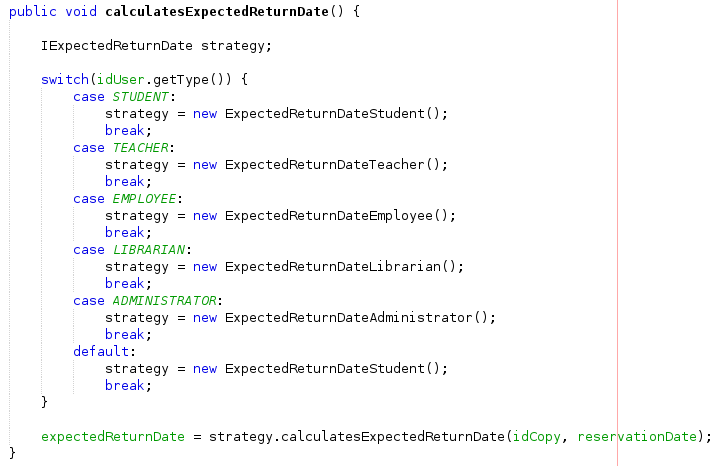 public void calculatesExpectedReturnDate() {
IExpectedReturnDate strategy;
switch(idUser.getType()) {
case STUDENT:
strategy = new ExpectedReturnDateStudent();
break;
case TEACHER:
strategy = new ExpectedReturnDateTeacher();
break;
case EMPLOYEE:
strategy = new ExpectedReturnDateEmployee();
break;
case LIBRARIAN:
strategy = new ExpectedReturnDateLibrarian();
break;
case ADMINISTRATOR:
strategy = new ExpectedReturnDateAdministrator();
break;
default:
strategy = new ExpectedReturnDateStudent();
break;
}
expectedReturnDate = strategy.calculatesExpectedReturnDate(idCopy, reservationDate);
}